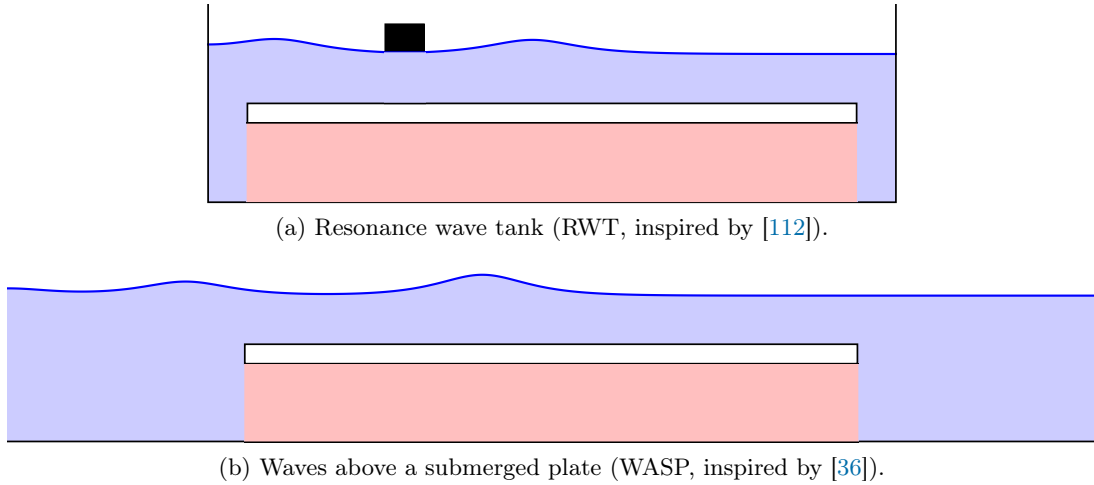 (a) Resonance wave tank (RWT, inspired by [112]).
(b) Waves above a submerged plate (WASP, inspired by [36]).